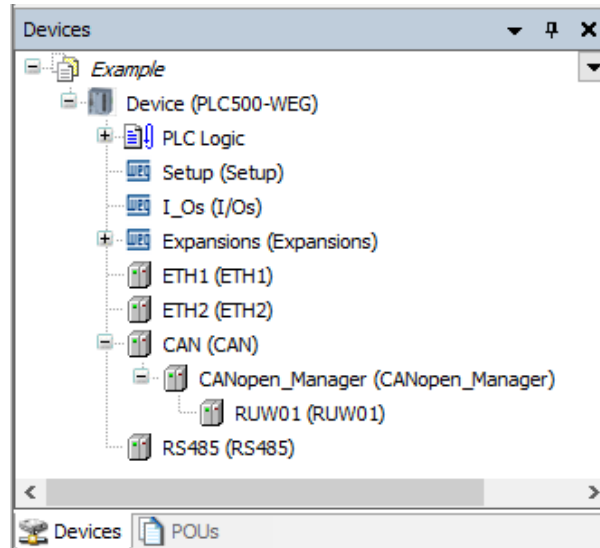 Devices
Example
Device (PLC500-WEG)
PLC Logic
Setup (Setup)
I_Os (I/Os)
Expansions (Expansions)
ETH1 (ETH1)
ETH2 (ETH2)
CAN (CAN)
CANopen_Manager (CANopen_Manager)
RUW01 (RUW01)
RS485 (RS485)
Devices POUs